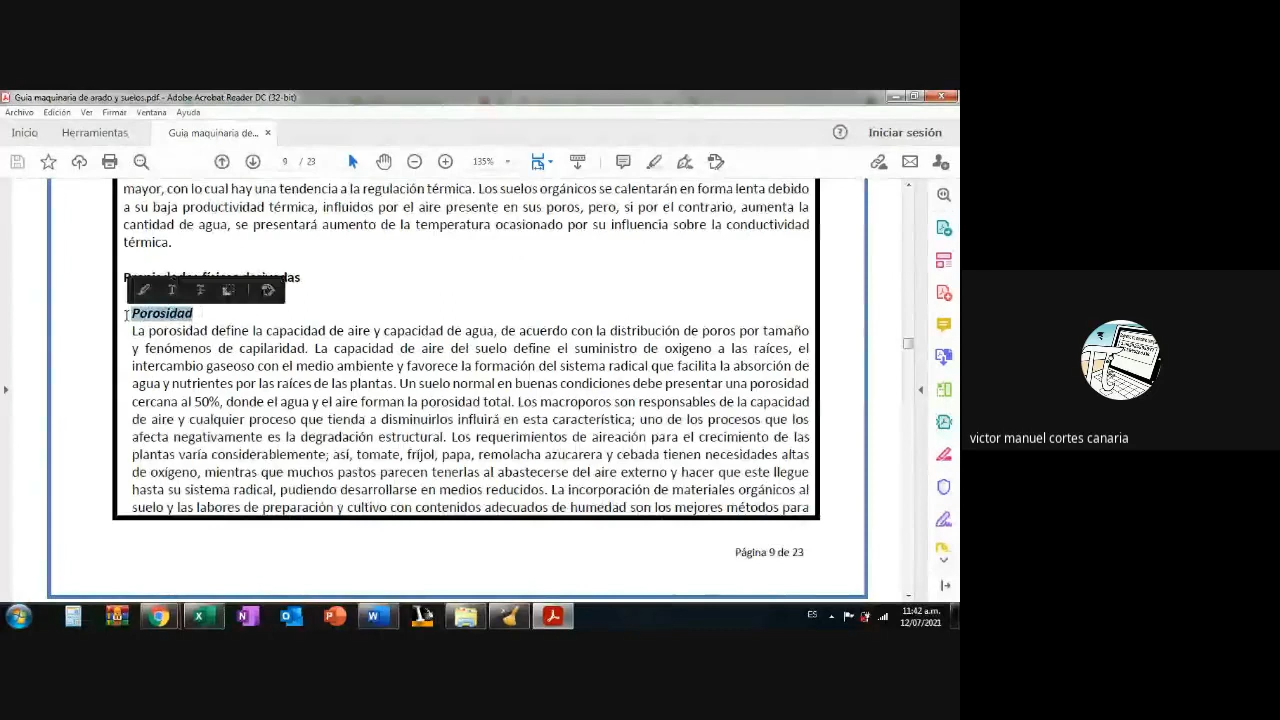 Guia maquinaria de arado y suelos.pdf - Adobe Acrobat Reader DC (32-bit)
Archivo Edición Ver Firmar Ventana Ayuda
Inicio Herramientas Guia maquinaria de... × Iniciar sesión
9 / 23 135%
mayor, con lo cual hay una tendencia a la regulación térmica. Los suelos orgánicos se calentarán en forma lenta debido
a su baja productividad térmica, influidos por el aire presente en sus poros, pero, si por el contrario, aumenta la
cantidad de agua, se presentará aumento de la temperatura ocasionado por su influencia sobre la conductividad
térmica.
Propiedades físicas derivadas
Porosidad
La porosidad define la capacidad de aire y capacidad de agua, de acuerdo con la distribución de poros por tamaño
y fenómenos de capilaridad. La capacidad de aire del suelo define el suministro de oxigeno a las raíces, el
intercambio gaseoso con el medio ambiente y favorece la formación del sistema radical que facilita la absorción de
agua y nutrientes por las raíces de las plantas. Un suelo normal en buenas condiciones debe presentar una porosidad
cercana al 50%, donde el agua y el aire forman la porosidad total. Los macroporos son responsables de la capacidad
de aire y cualquier proceso que tienda a disminuirlos influirá en esta característica; uno de los procesos que los
afecta negativamente es la degradación estructural. Los requerimientos de aireación para el crecimiento de las
plantas varía considerablemente; así, tomate, fríjol, papa, remolacha azucarera y cebada tienen necesidades altas
de oxígeno, mientras que muchos pastos parecen tenerlas al abastecerse del aire externo y hacer que este llegue
hasta su sistema radical, pudiendo desarrollarse en medios reducidos. La incorporación de materiales orgánicos al
suelo y las labores de preparación y cultivo con contenidos adecuados de humedad son los mejores métodos para
Página 9 de 23
victor manuel cortes canaria
ES 11:42 a.m.
12/07/2021